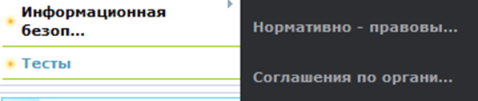 Информационная
безоп...
Тесты
Нормативно - правовы...
Соглашения по органи...